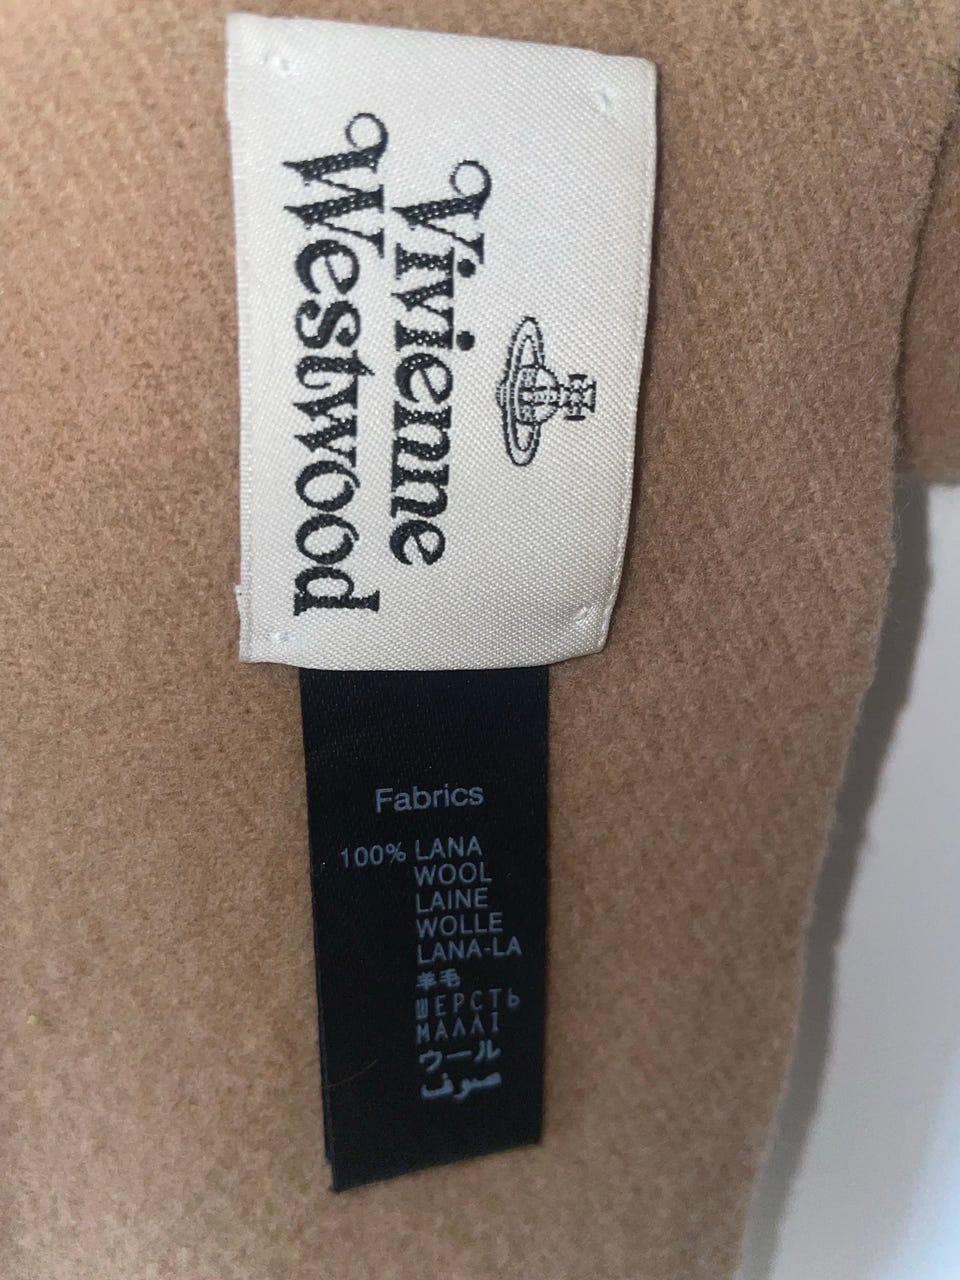 Vivienne
Westwood
Fabrics
100% LANA
WOOL
LAINE
WOLLE
LANA-LA
羊毛
ШЕРСТЬ
ΜΑΛΛΙ
ウール
صوف